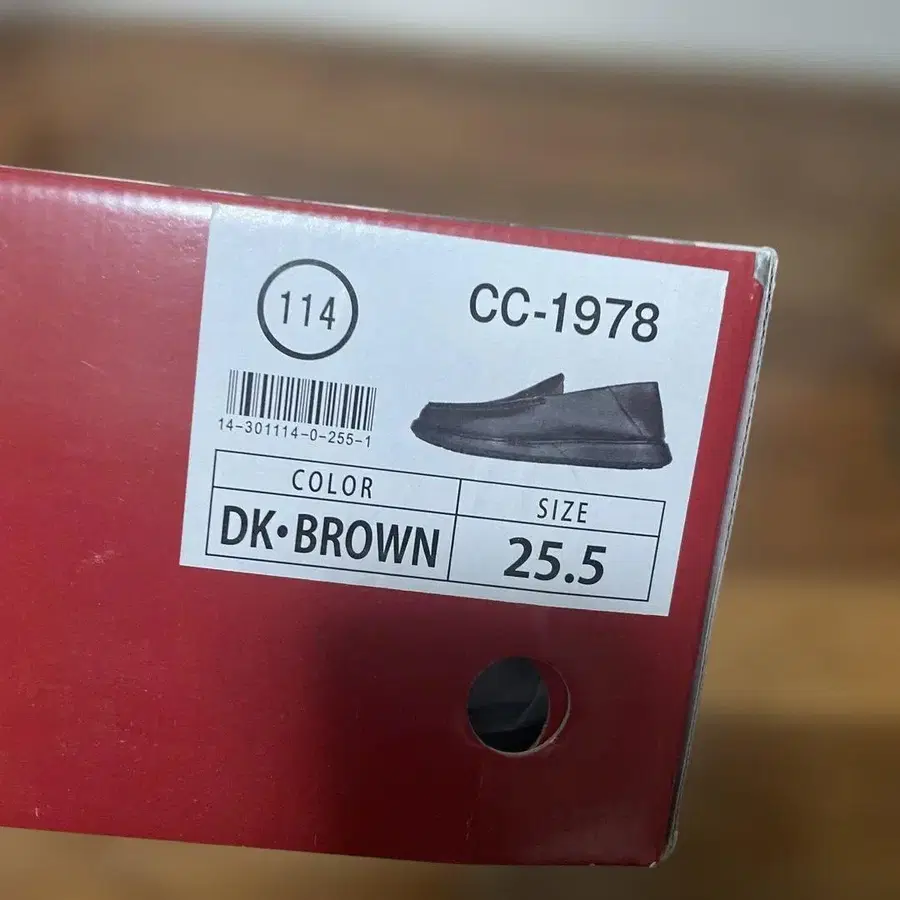 114
CC-1978
14-301114-0-255-1
COLOR
SIZE
DK·BROWN
25.5